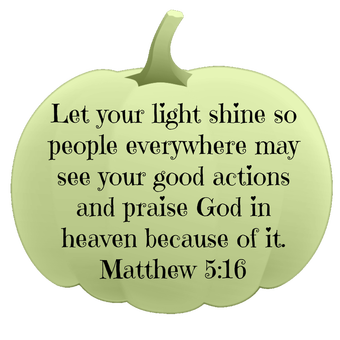 Let your light shine so
people everywhere may
see your good actions
and praise God in
heaven because of it.
Matthew 5:16